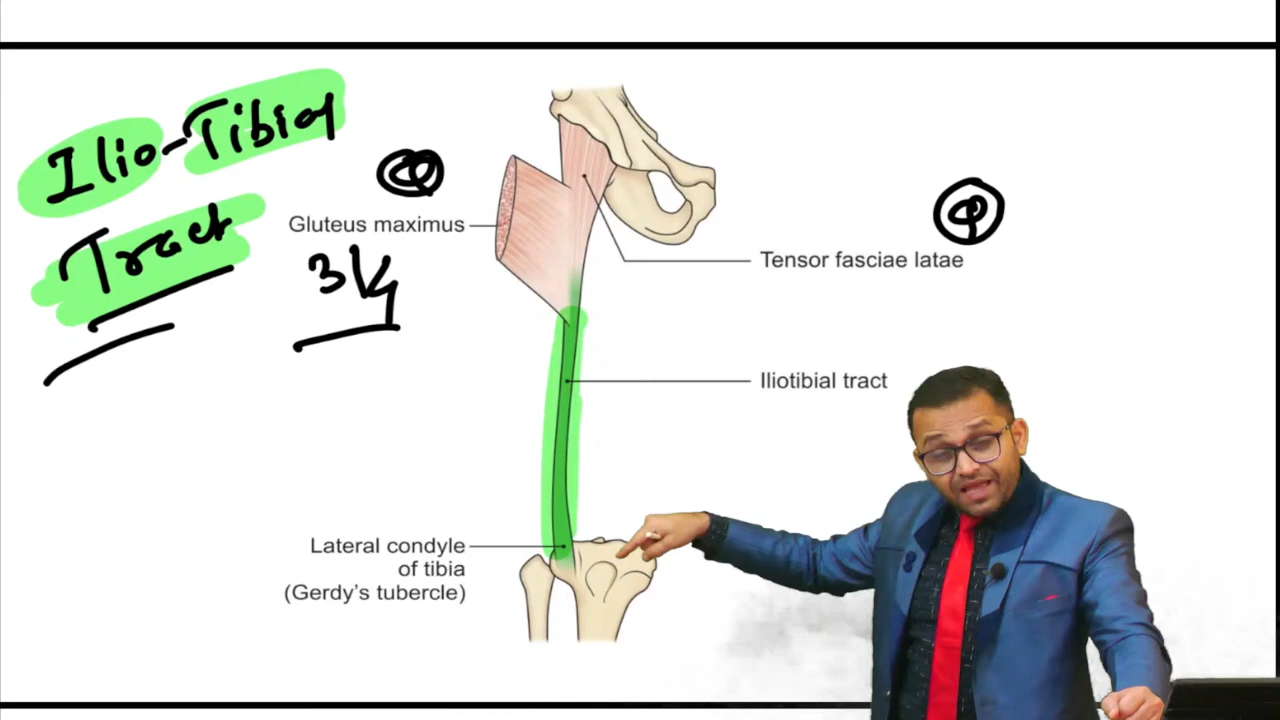 Ilio-Tibial
Tract
Gluteus maximus
3/4
Tensor fasciae latae
Iliotibial tract
Lateral condyle
of tibia
(Gerdy's tubercle)